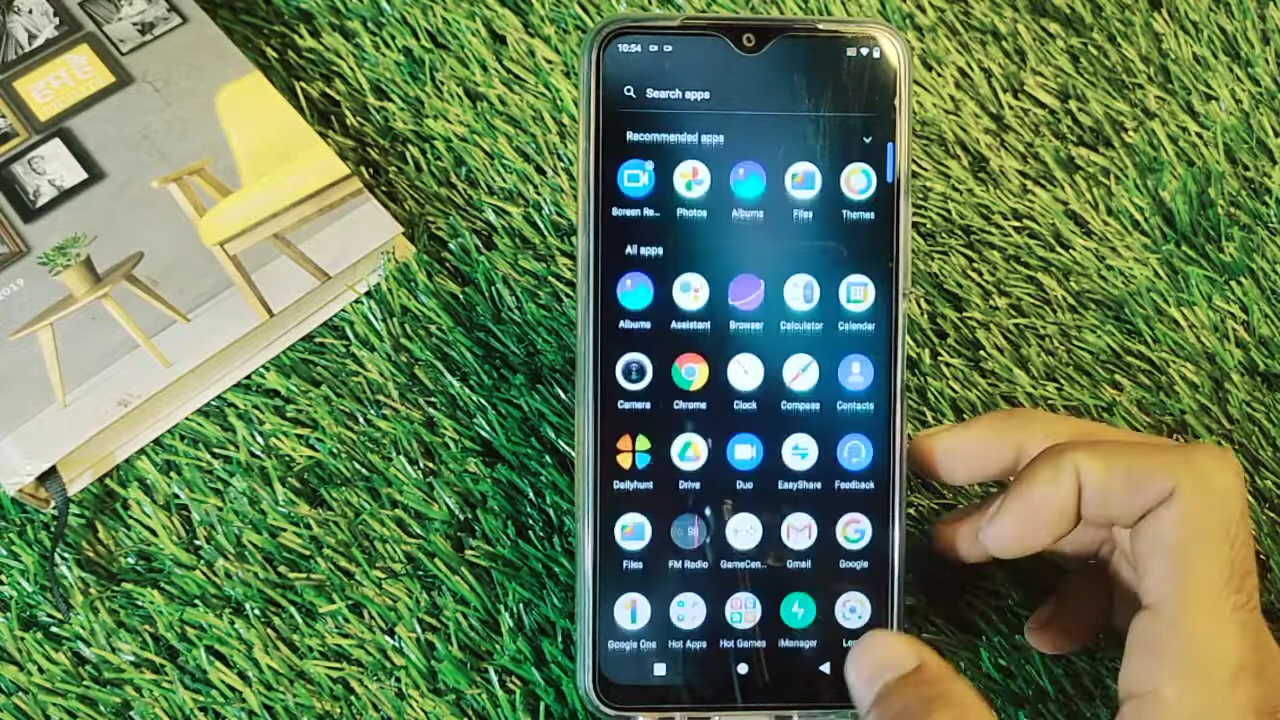 10:54
Search apps
Recommended apps
Screen Re...
Photos
Albums
Files
Themes
All apps
Albums
Assistant
Browser
Calculator
Calendar
Camera
Chrome
Clock
Compass
Contacts
Dailyhunt
Drive
Duo
EasyShare
Feedback
Files
FM Radio
GameCen...
Gmail
Google
Google One
Hot Apps
Hot Games
iManager
2019